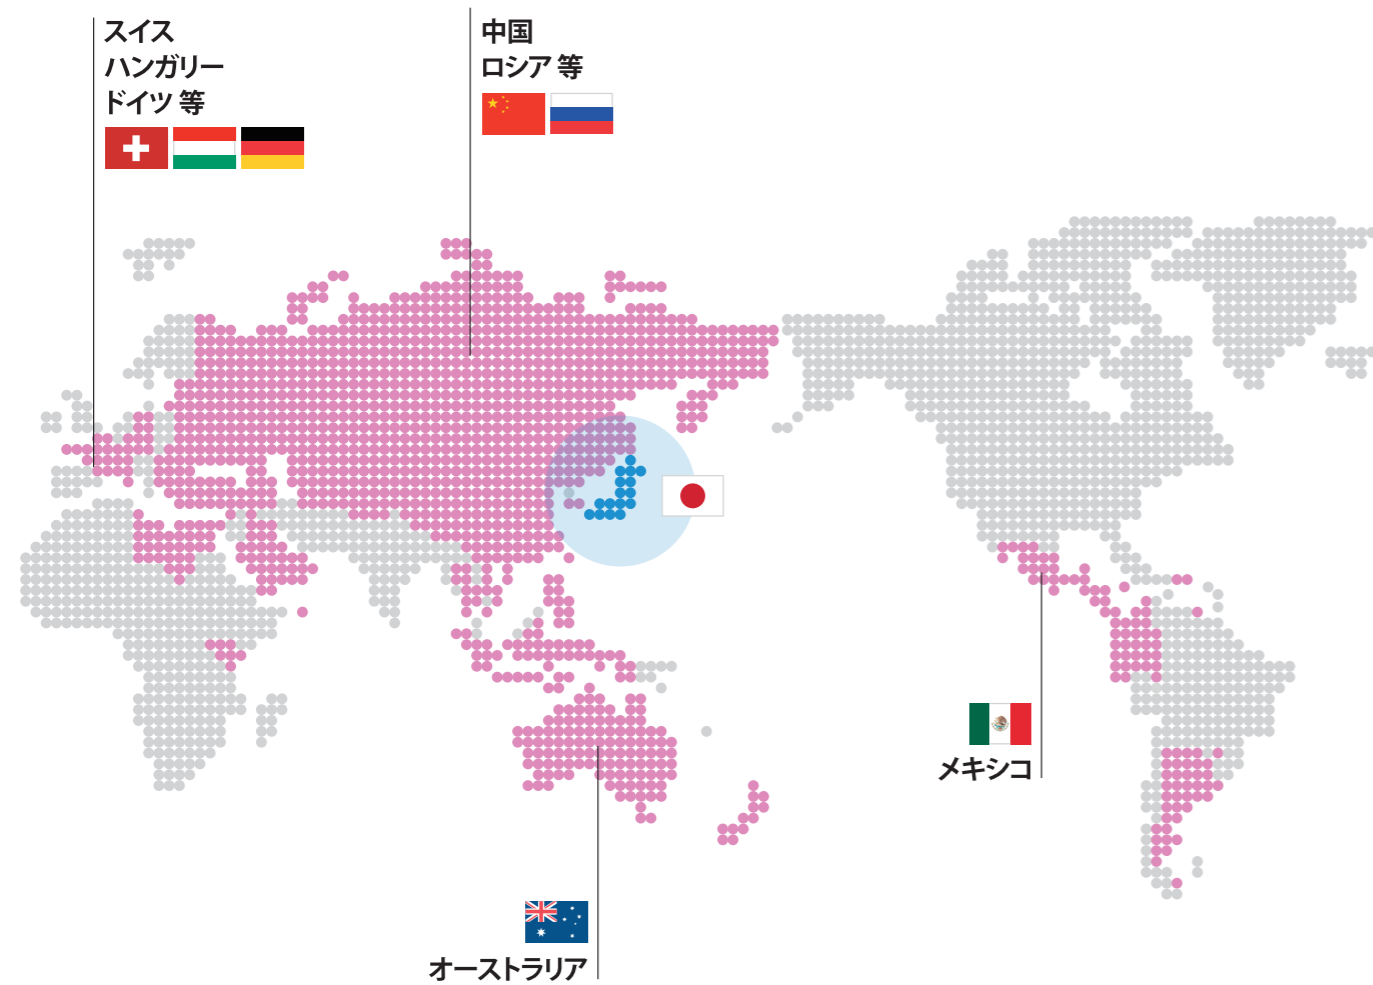 スイス
ハンガリー
ドイツ 等
中国
ロシア 等
メキシコ
オーストラリア